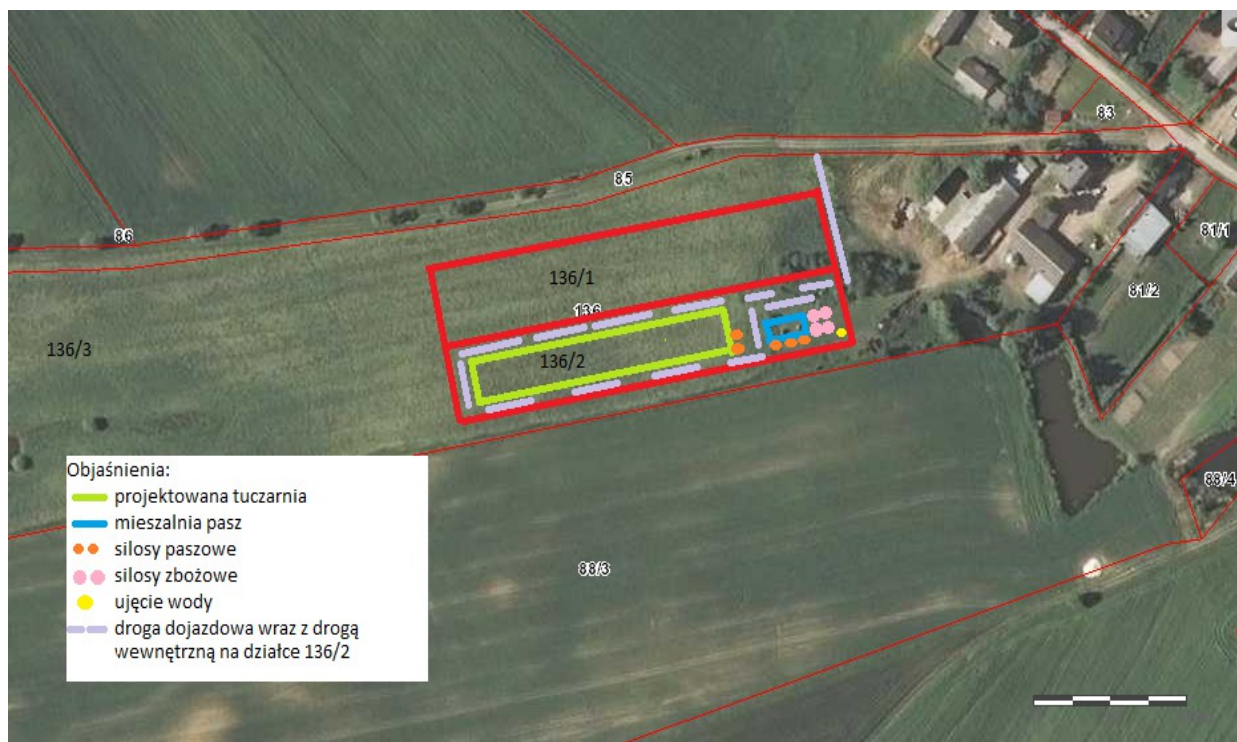 83
85
86
81/1
136/1
81/2
136
136/3
136/2
Objaśnienia:
projektowana tuczarnia
mieszalnia pasz
silosy paszowe
silosy zbożowe
ujęcie wody
droga dojazdowa wraz z drogą
wewnętrzną na działce 136/2
88/4
88/3